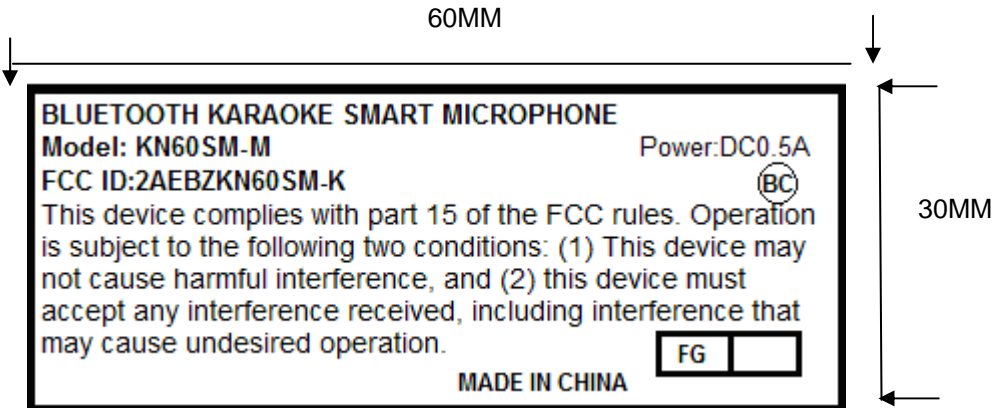 60MM
BLUETOOTH KARAOKE SMART MICROPHONE
Model: KN60SM-M Power:DC0.5A
FCC ID:2AEBZKN60SM-K BC
This device complies with part 15 of the FCC rules. Operation
is subject to the following two conditions: (1) This device may
not cause harmful interference, and (2) this device must
accept any interference received, including interference that
may cause undesired operation.
FG
MADE IN CHINA
30MM